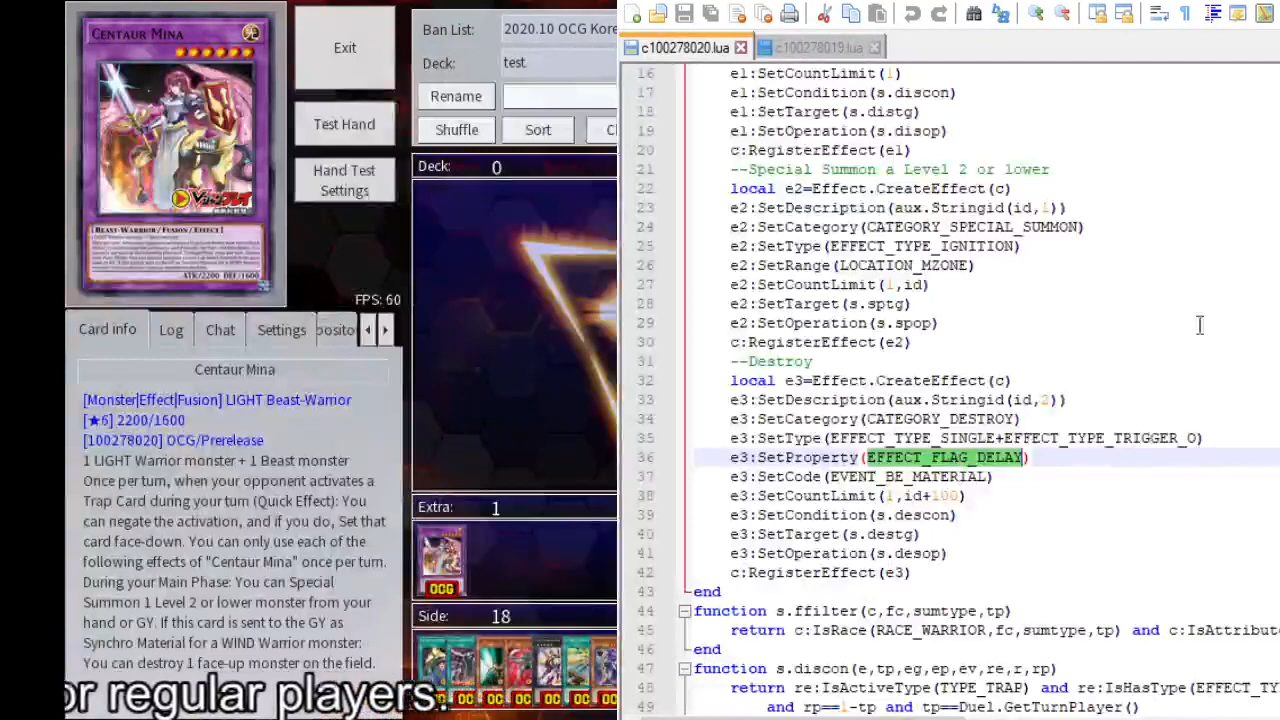 CENTAUR MINA
[BEAST-WARRIOR/FUSION/EFFECT]
ATK/2200 DEF/1600
Exit
Test Hand
Hand Test
Settings
FPS: 60
Card info
Log
Chat
Settings
Centaur Mina
[Monster|Effect|Fusion] LIGHT Beast-Warrior
[★6] 2200/1600
[100278020] OCG/Prerelease
1 LIGHT Warrior monster + 1 Beast monster
Once per turn, when your opponent activates a
Trap Card during your turn (Quick Effect): You
can negate the activation, and if you do, Set that
card face-down. You can only use each of the
following effects of "Centaur Mina" once per turn.
During your Main Phase: You can Special
Summon 1 Level 2 or lower monster from your
hand or GY. If this card is sent to the GY as
Synchro Material for a WIND Warrior monster:
You can destroy 1 face-up monster on the field.
or regular players.
Ban List:
2020.10 OCG Kore
Deck:
test
Rename
Shuffle
Sort
Deck: 0
Extra: 1
OCG
Side: 18
c100278020.lua
c100278019.lua
16 e1:SetCountLimit(1)
17 e1:SetCondition(s.discon)
18 e1:SetTarget(s.distg)
19 e1:SetOperation(s.disop)
20 c:RegisterEffect(e1)
21 --Special Summon a Level 2 or lower
22 local e2=Effect.CreateEffect(c)
23 e2:SetDescription(aux.Stringid(id,1))
24 e2:SetCategory(CATEGORY_SPECIAL_SUMMON)
25 e2:SetType(EFFECT_TYPE_IGNITION)
26 e2:SetRange(LOCATION_MZONE)
27 e2:SetCountLimit(1,id)
28 e2:SetTarget(s.sptg)
29 e2:SetOperation(s.spop)
30 c:RegisterEffect(e2)
31 --Destroy
32 local e3=Effect.CreateEffect(c)
33 e3:SetDescription(aux.Stringid(id,2))
34 e3:SetCategory(CATEGORY_DESTROY)
35 e3:SetType(EFFECT_TYPE_SINGLE+EFFECT_TYPE_TRIGGER_O)
36 e3:SetProperty(EFFECT_FLAG_DELAY)
37 e3:SetCode(EVENT_BE_MATERIAL)
38 e3:SetCountLimit(1,id+100)
39 e3:SetCondition(s.descon)
40 e3:SetTarget(s.destg)
41 e3:SetOperation(s.desop)
42 c:RegisterEffect(e3)
43 end
44 function s.ffilter(c,fc,sumtype,tp)
45 return c:IsRace(RACE_WARRIOR,fc,sumtype,tp) and c:IsAttribut
46 end
47 function s.discon(e,tp,eg,ep,ev,re,r,rp)
48 return re:IsActiveType(TYPE_TRAP) and re:IsHasType(EFFECT_TY
49 and rp==1-tp and tp==Duel.GetTurnPlayer()